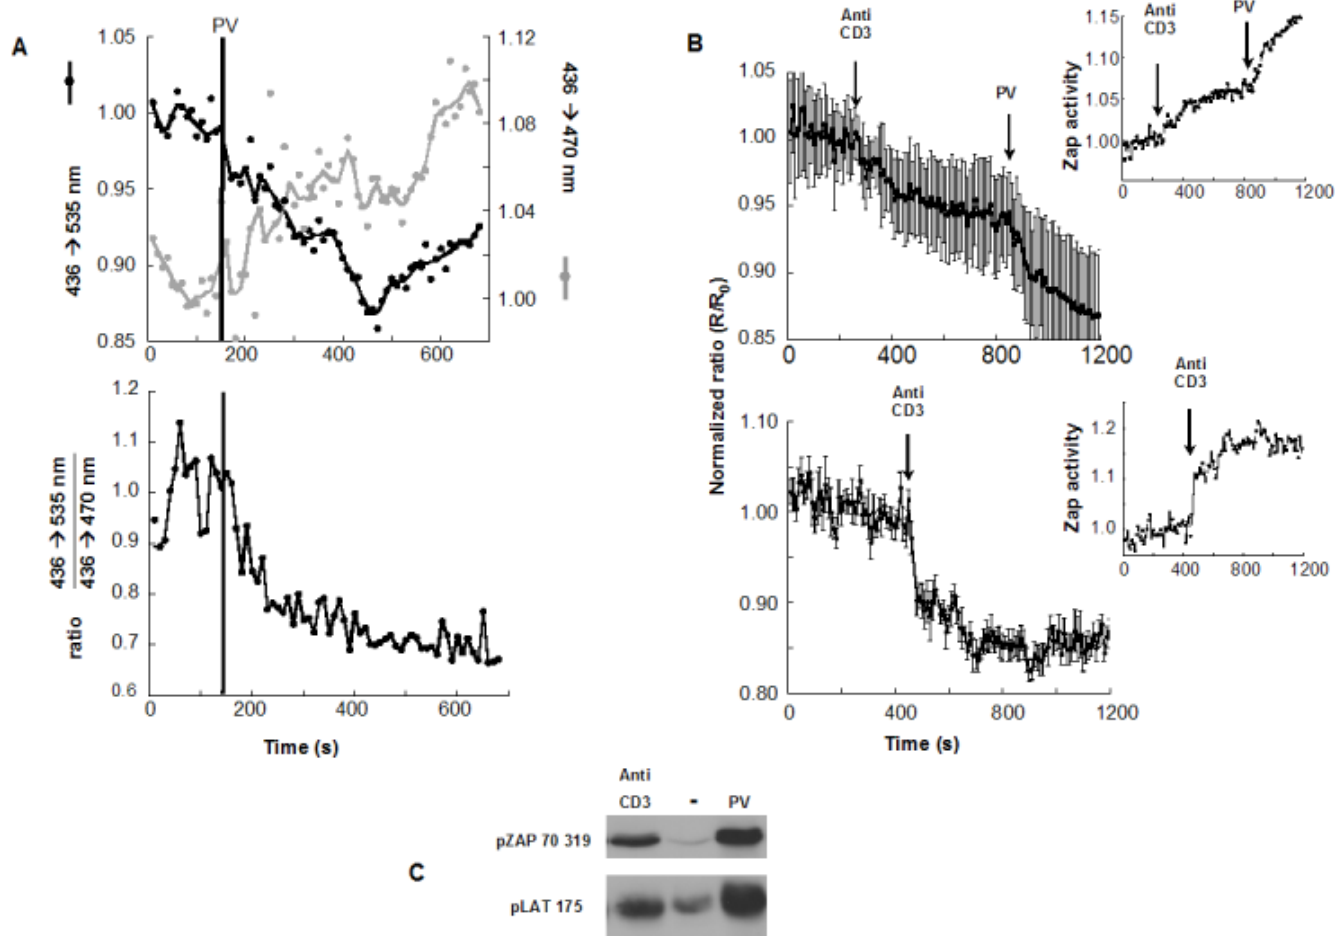 A
PV
1.05
1.00
0.95
0.90
0.85
1.12
1.08
1.04
1.00
0 200 400 600
436 → 535 nm
436 → 470 nm
1.2
1.1
1.0
0.9
0.8
0.7
0.6
0 200 400 600
436 → 535 nm
436 → 470 nm
ratio
Time (s)
B
Anti
CD3
PV
1.05
1.00
0.95
0.90
0.85
0 400 800 1200
Normalized ratio (R/R0)
Anti
CD3
PV
Zap activity
1.15
1.05
1.00
0 400 800 1200
Anti
CD3
1.10
1.00
0.90
0.80
0 400 800 1200
Time (s)
Anti
CD3
Zap activity
1.2
1.1
1.0
0 400 800 1200
C
Anti
CD3 - PV
pZAP 70 319
pLAT 175